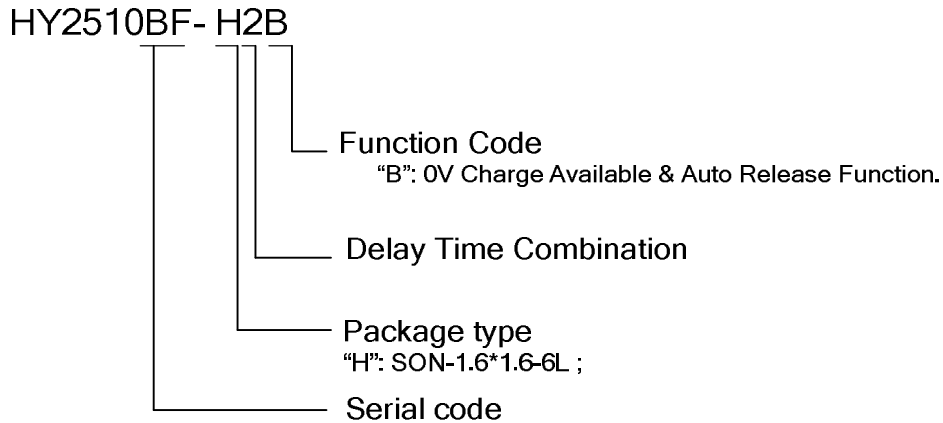 HY2510BF- H2B
Function Code
“B”: 0V Charge Available & Auto Release Function.
Delay Time Combination
Package type
“H”: SON-1.6*1.6-6L ;
Serial code